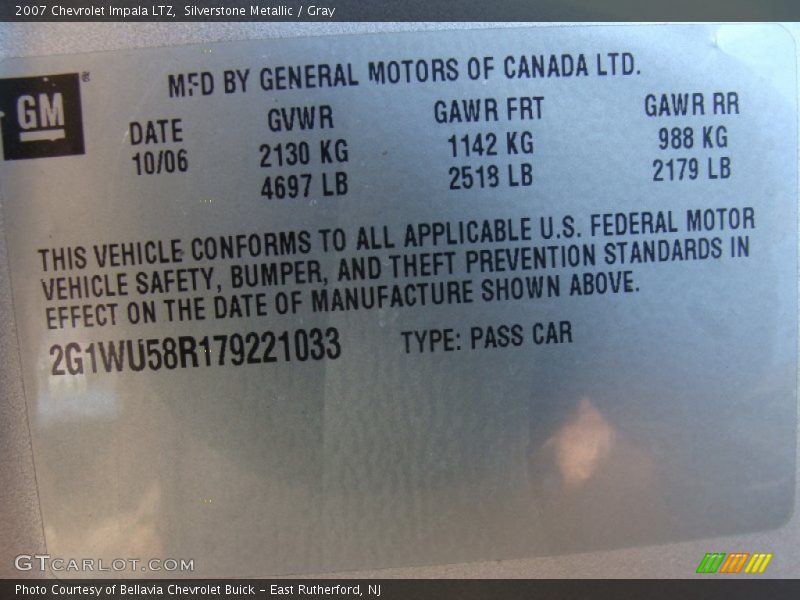 2007 Chevrolet Impala LTZ, Silverstone Metallic / Gray
GM®
MFD BY GENERAL MOTORS OF CANADA LTD.
DATE GVWR GAWR FRT GAWR RR
10/06 2130 KG 1142 KG 988 KG
4697 LB 2518 LB 2179 LB
THIS VEHICLE CONFORMS TO ALL APPLICABLE U.S. FEDERAL MOTOR
VEHICLE SAFETY, BUMPER, AND THEFT PREVENTION STANDARDS IN
EFFECT ON THE DATE OF MANUFACTURE SHOWN ABOVE.
2G1WU58R179221033 TYPE: PASS CAR
GTCARLOT.COM
Photo Courtesy of Bellavia Chevrolet Buick – East Rutherford, NJ